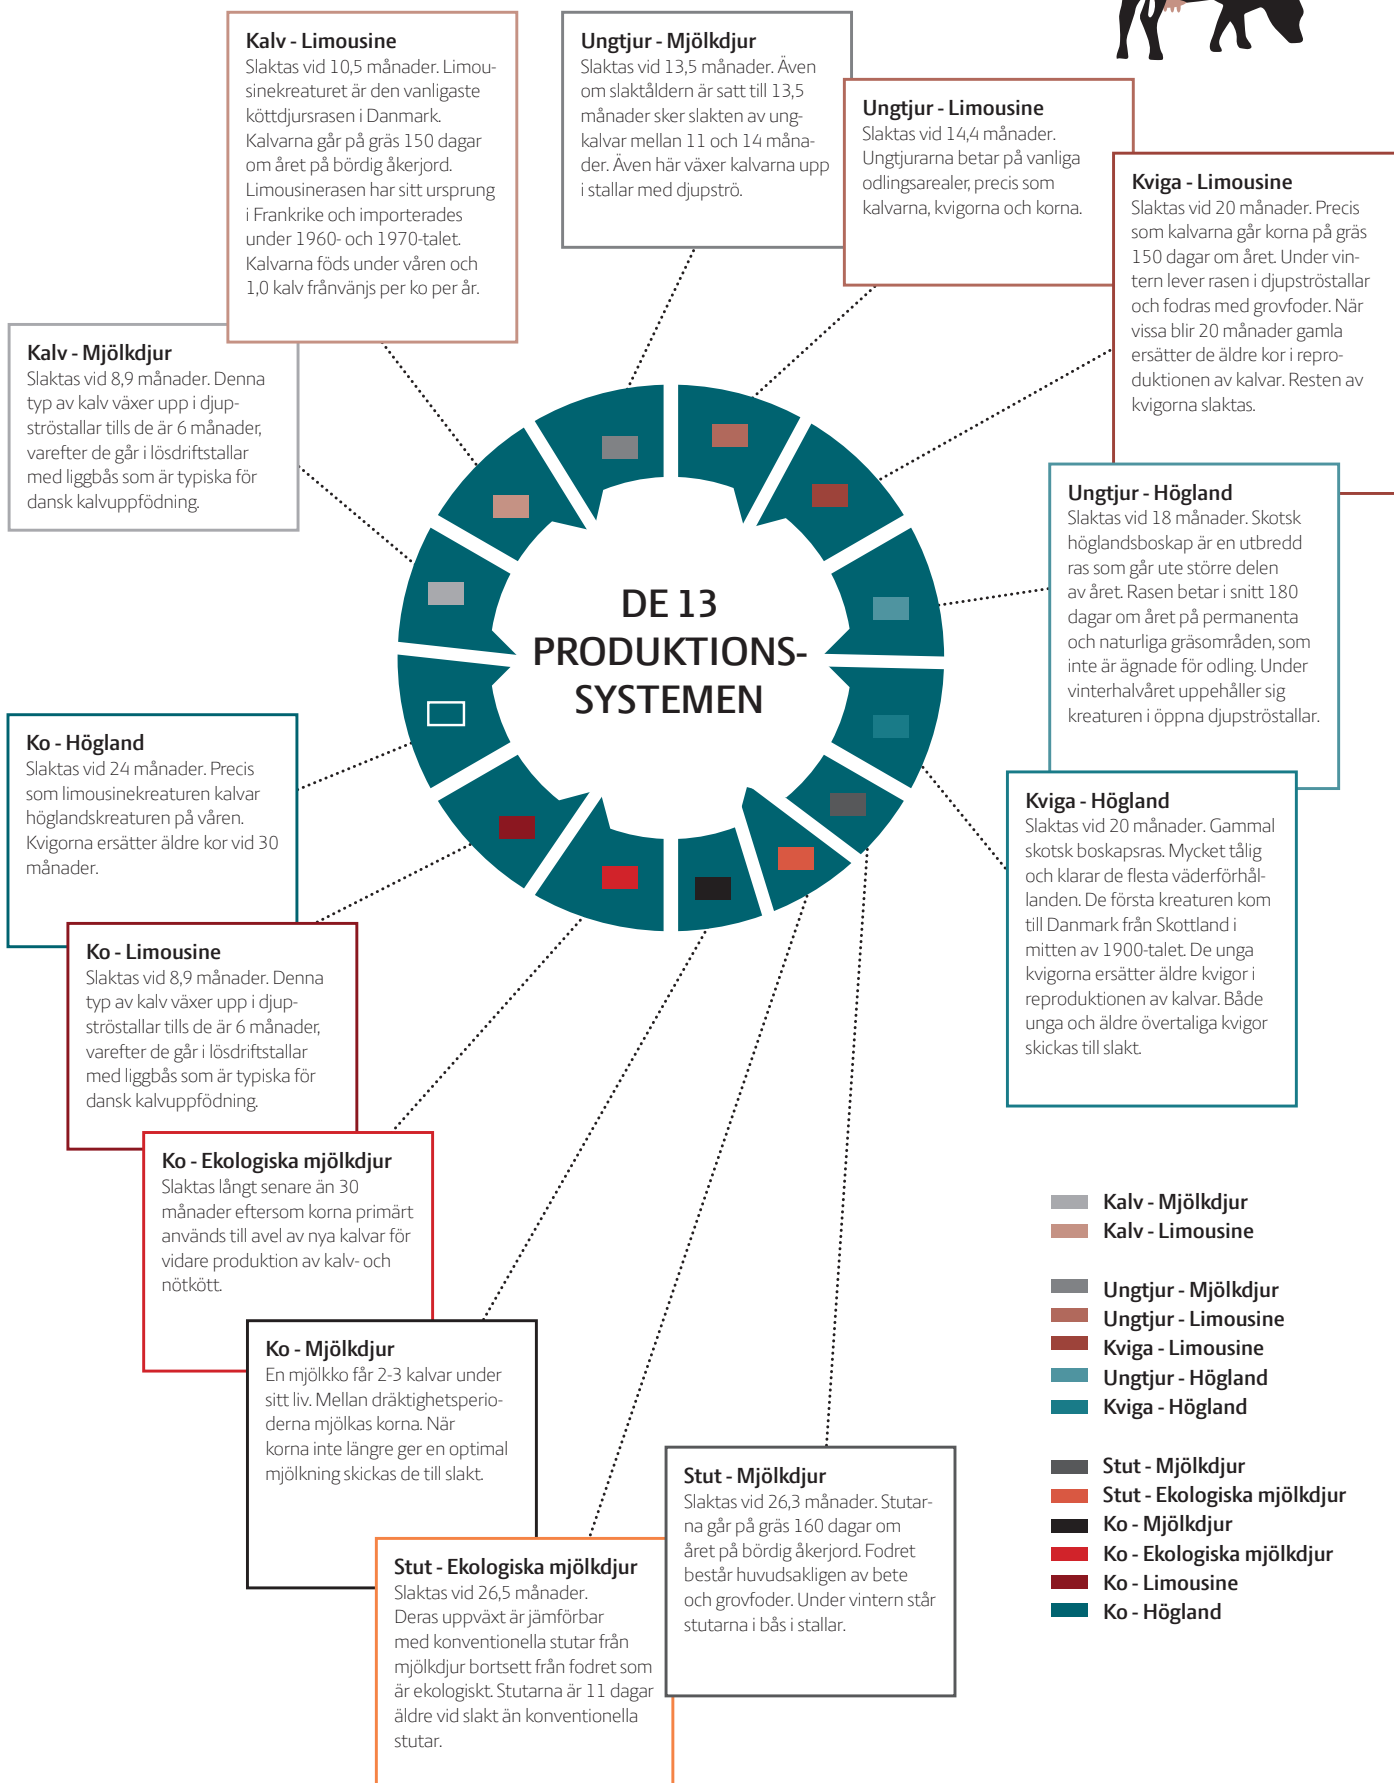 Kalv - Limousine
Slaktas vid 10,5 månader. Limou-
sinekreaturet är den vanligaste
köttdjursrasen i Danmark.
Kalvarna går på gräs 150 dagar
om året på bördig åkerjord.
Limousinerasen har sitt ursprung
i Frankrike och importerades
under 1960- och 1970-talet.
Kalvarna föds under våren och
1,0 kalv frånvänjs per ko per år.
Ungtjur - Mjölkdjur
Slaktas vid 13,5 månader. Även
om slaktåldern är satt till 13,5
månader sker slakten av ung-
kalvar mellan 11 och 14 måna-
der. Även här växer kalvarna upp
i stallar med djupströ.
Ungtjur - Limousine
Slaktas vid 14,4 månader.
Ungtjurarna betar på vanliga
odlingsarealer, precis som
kalvarna, kvigorna och korna.
Kviga - Limousine
Slaktas vid 20 månader. Precis
som kalvarna går korna på gräs
150 dagar om året. Under vin-
tern lever rasen i djupströstallar
och fodras med grovfoder. När
vissa blir 20 månader gamla
ersätter de äldre kor i repro-
duktionen av kalvar. Resten av
kvigorna slaktas.
Kalv - Mjölkdjur
Slaktas vid 8,9 månader. Denna
typ av kalv växer upp i djup-
ströstallar tills de är 6 månader,
varefter de går i lösdriftstallar
med liggbås som är typiska för
dansk kalvuppfödning.
Ungtjur - Högland
Slaktas vid 18 månader. Skotsk
höglandsboskap är en utbredd
ras som går ute större delen
av året. Rasen betar i snitt 180
dagar om året på permanenta
och naturliga gräsområden, som
inte är ägnade för odling. Under
vinterhalvåret uppehåller sig
kreaturen i öppna djupströstallar.
DE 13
PRODUKTIONS-
SYSTEMEN
Ko - Högland
Slaktas vid 24 månader. Precis
som limousinekreaturen kalvar
höglandskreaturen på våren.
Kvigorna ersätter äldre kor vid 30
månader.
Kviga - Högland
Slaktas vid 20 månader. Gammal
skotsk boskapsras. Mycket tålig
och klarar de flesta väderförhål-
landen. De första kreaturen kom
till Danmark från Skottland i
mitten av 1900-talet. De unga
kvigorna ersätter äldre kvigor i
reproduktionen av kalvar. Både
unga och äldre övertaliga kvigor
skickas till slakt.
Ko - Limousine
Slaktas vid 8,9 månader. Denna
typ av kalv växer upp i djup-
ströstallar tills de är 6 månader,
varefter de går i lösdriftstallar
med liggbås som är typiska för
dansk kalvuppfödning.
Ko - Ekologiska mjölkdjur
Slaktas långt senare än 30
månader eftersom korna primärt
används till avel av nya kalvar för
vidare produktion av kalv- och
nötkött.
Ko - Mjölkdjur
En mjölkko får 2-3 kalvar under
sitt liv. Mellan dräktighetsperio-
derna mjölkas korna. När
korna inte längre ger en optimal
mjölkning skickas de till slakt.
Stut - Mjölkdjur
Slaktas vid 26,3 månader. Stutar-
na går på gräs 160 dagar om
året på bördig åkerjord. Fodret
består huvudsakligen av bete
och grovfoder. Under vintern står
stutarna i bås i stallar.
Stut - Ekologiska mjölkdjur
Slaktas vid 26,5 månader.
Deras uppväxt är jämförbar
med konventionella stutar från
mjölkdjur bortsett från fodret som
är ekologiskt. Stutarna är 11 dagar
äldre vid slakt än konventionella
stutar.
Kalv - Mjölkdjur
Kalv - Limousine
Ungtjur - Mjölkdjur
Ungtjur - Limousine
Kviga - Limousine
Ungtjur - Högland
Kviga - Högland
Stut - Mjölkdjur
Stut - Ekologiska mjölkdjur
Ko - Mjölkdjur
Ko - Ekologiska mjölkdjur
Ko - Limousine
Ko - Högland